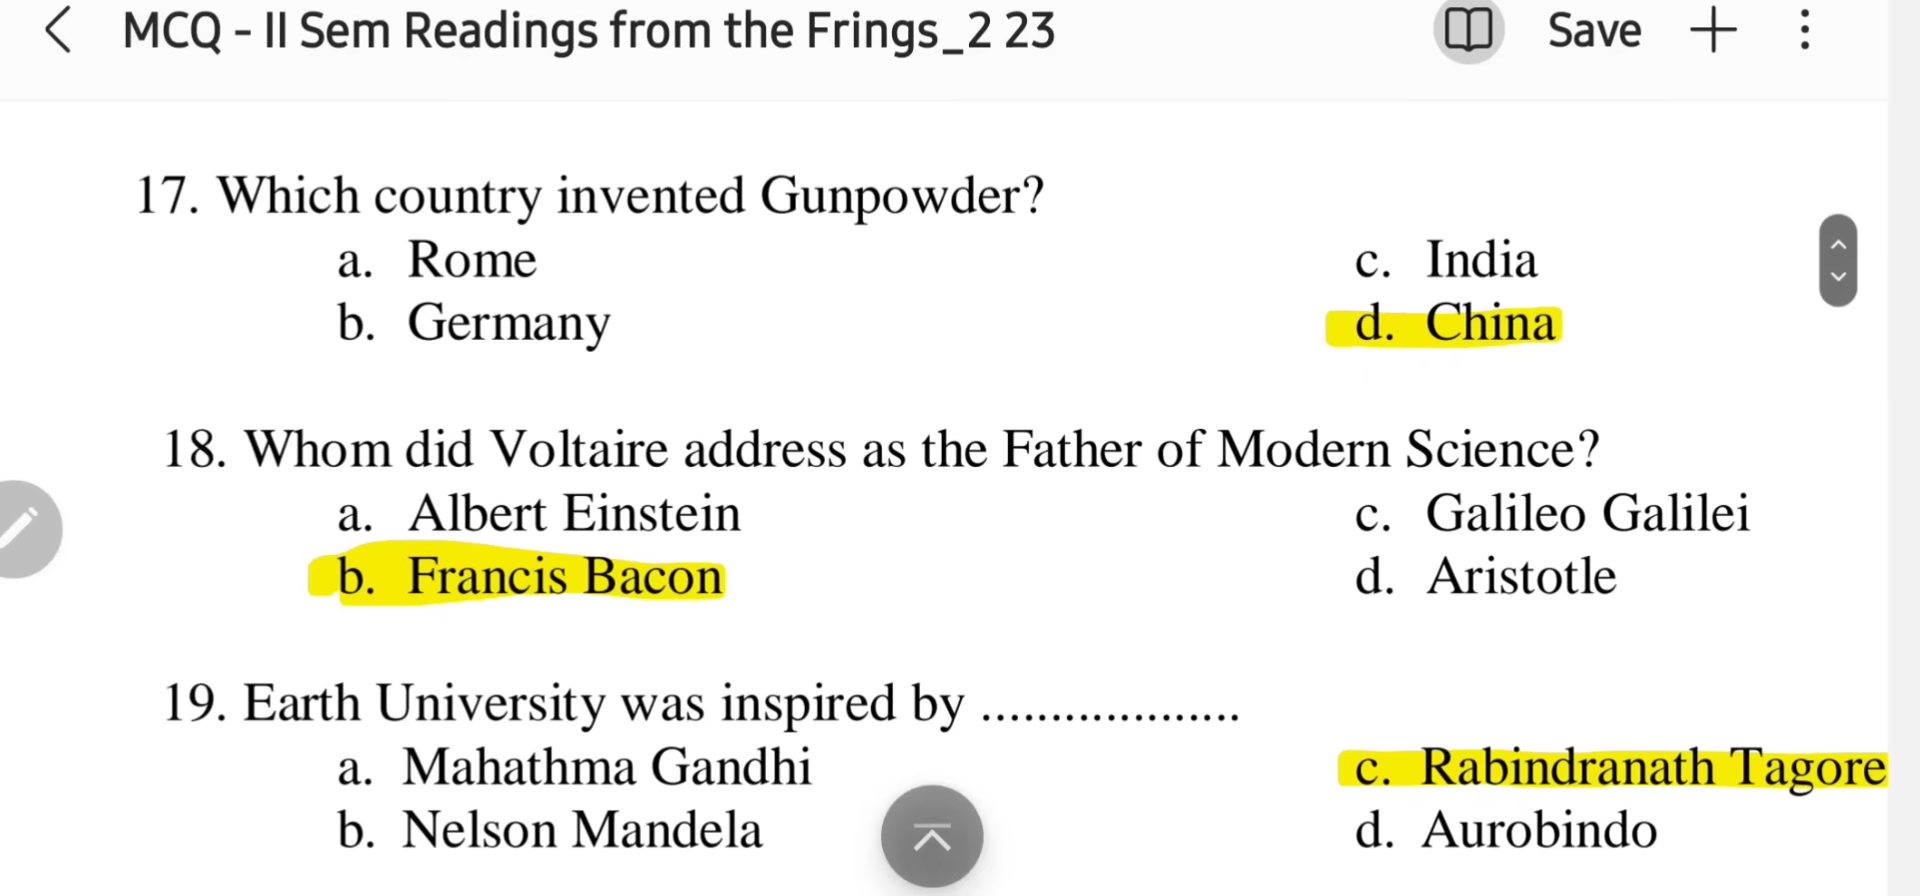 MCQ - II Sem Readings from the Frings_2 23 Save
17. Which country invented Gunpowder?
a. Rome c. India
b. Germany d. China
18. Whom did Voltaire address as the Father of Modern Science?
a. Albert Einstein c. Galileo Galilei
b. Francis Bacon d. Aristotle
19. Earth University was inspired by ...................
a. Mahathma Gandhi c. Rabindranath Tagore
b. Nelson Mandela d. Aurobindo